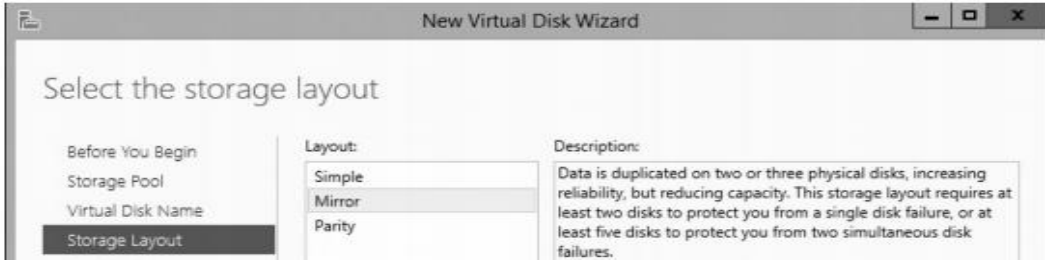 New Virtual Disk Wizard
Select the storage layout
Before You Begin
Storage Pool
Virtual Disk Name
Storage Layout
Layout:
Simple
Mirror
Parity
Description:
Data is duplicated on two or three physical disks, increasing
reliability, but reducing capacity. This storage layout requires at
least two disks to protect you from a single disk failure, or at
least five disks to protect you from two simultaneous disk
failures.